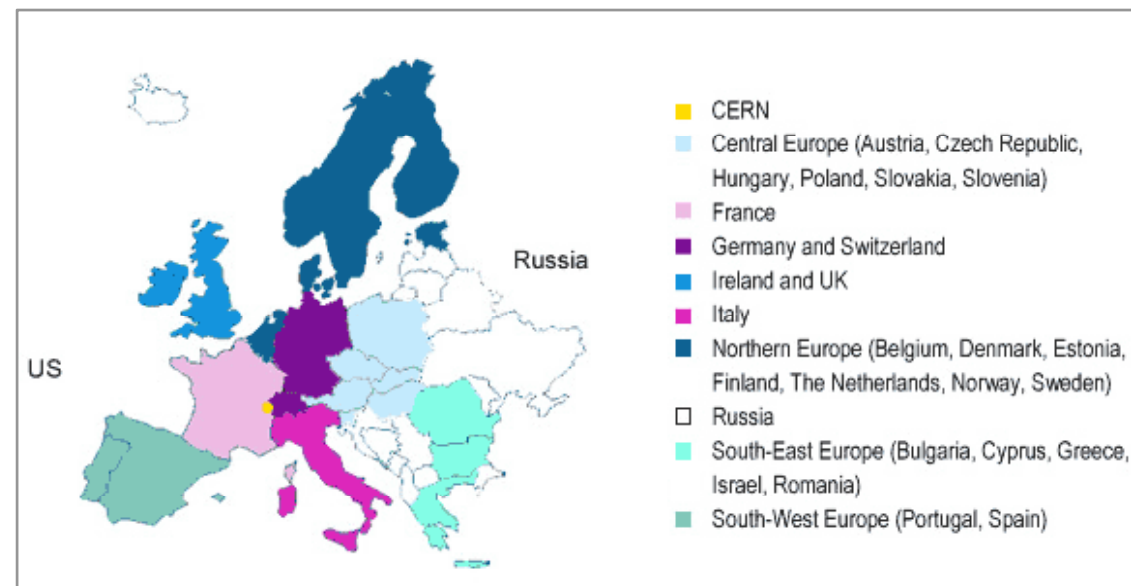 US
Russia
CERN
Central Europe (Austria, Czech Republic,
Hungary, Poland, Slovakia, Slovenia)
France
Germany and Switzerland
Ireland and UK
Italy
Northern Europe (Belgium, Denmark, Estonia,
Finland, The Netherlands, Norway, Sweden)
Russia
South-East Europe (Bulgaria, Cyprus, Greece,
Israel, Romania)
South-West Europe (Portugal, Spain)